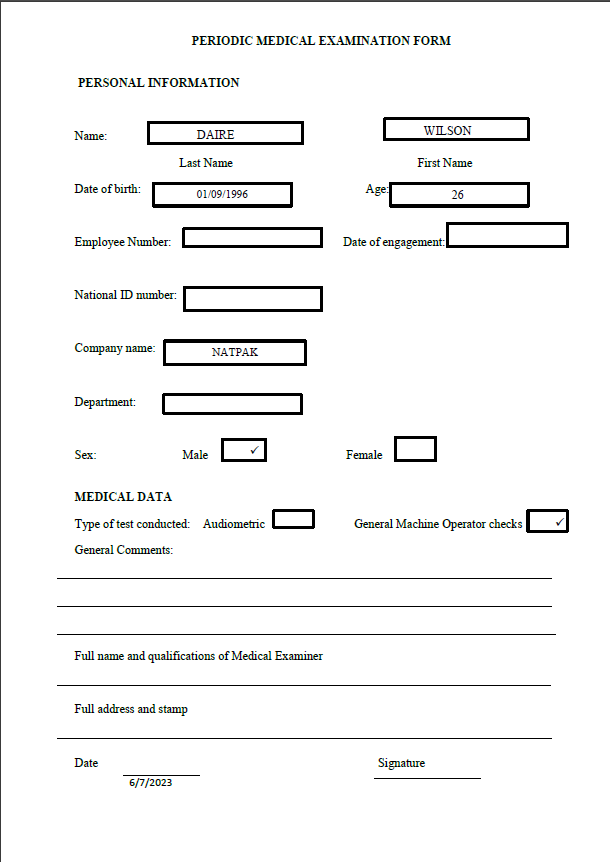 PERIODIC MEDICAL EXAMINATION FORM
PERSONAL INFORMATION
Name: DAIRE WILSON
Last Name First Name
Date of birth: 01/09/1996 Age: 26
Employee Number: Date of engagement:
National ID number:
Company name: NATPAK
Department:
Sex: Male ✓ Female
MEDICAL DATA
Type of test conducted: Audiometric General Machine Operator checks ✓
General Comments:
Full name and qualifications of Medical Examiner
Full address and stamp
Date Signature
6/7/2023